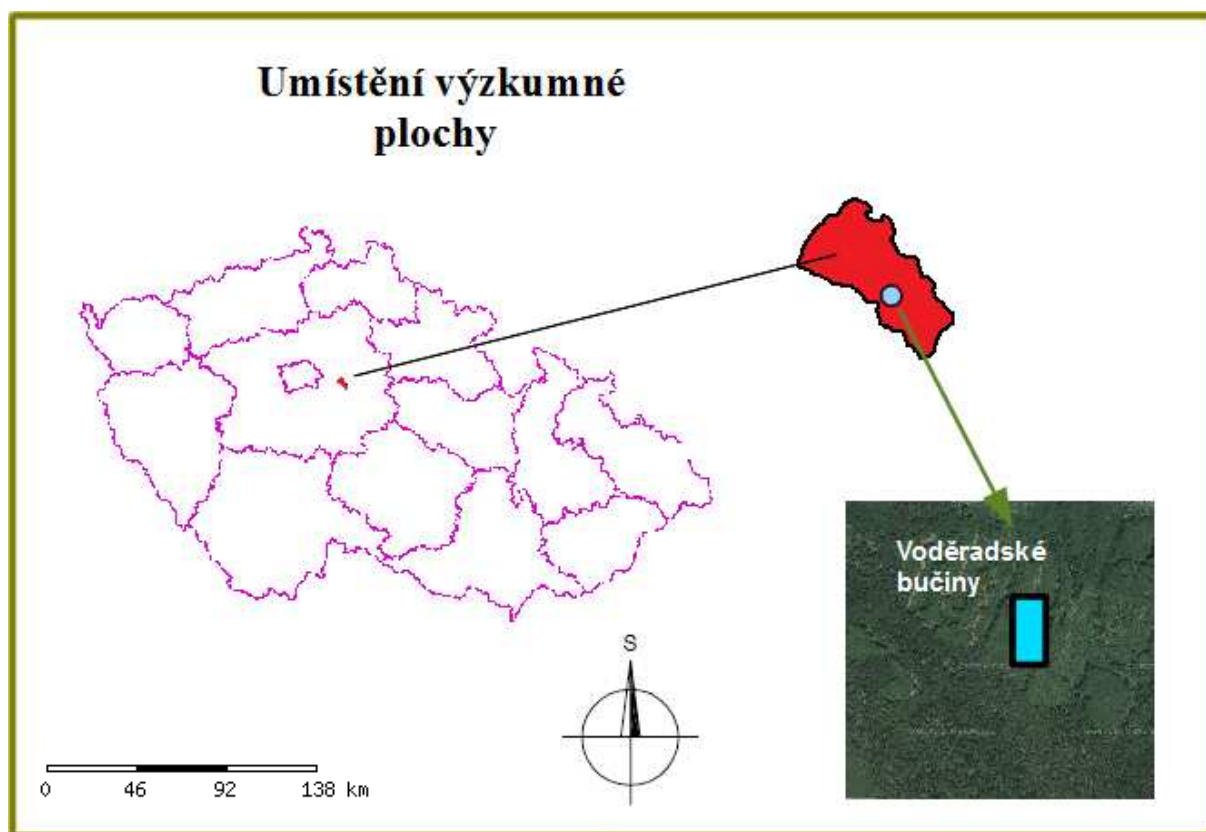 Umístění výzkumné
plochy
Voděradské
bučiny
S
0 46 92 138 km